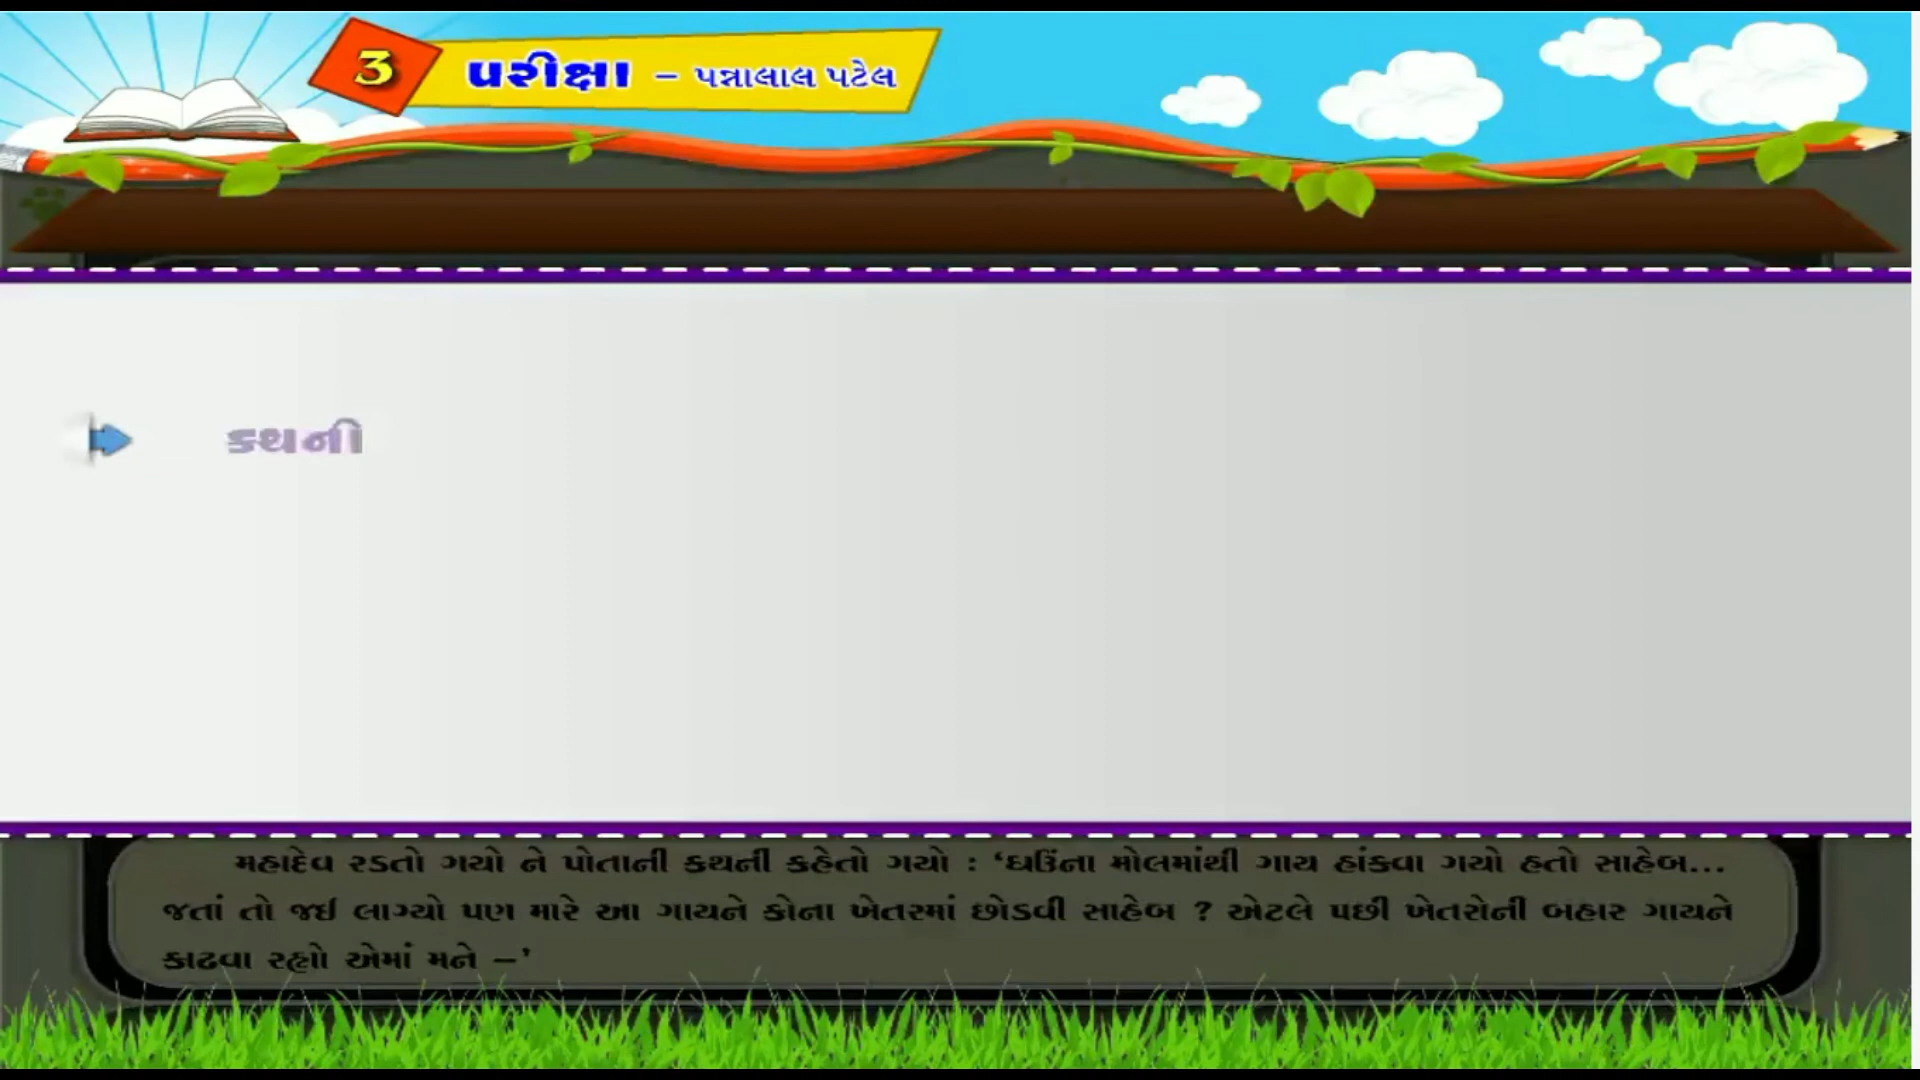 3 પરીક્ષા – પન્નાલાલ પટેલ
કથની
મહાદેવ રડતો ગયો ને પોતાની કથની કહેતો ગયો : ‘ઘઉંના મોલમાંથી ગાય હાંકવા ગયો હતો સાહેબ...
જતાં તો જઈ લાગ્યો પણ મારે આ ગાયને કોના ખેતરમાં છોડવી સાહેબ ? એટલે પછી ખેતરોની બહાર ગાયને
કાઢવા રહ્યો એમાં મને –’